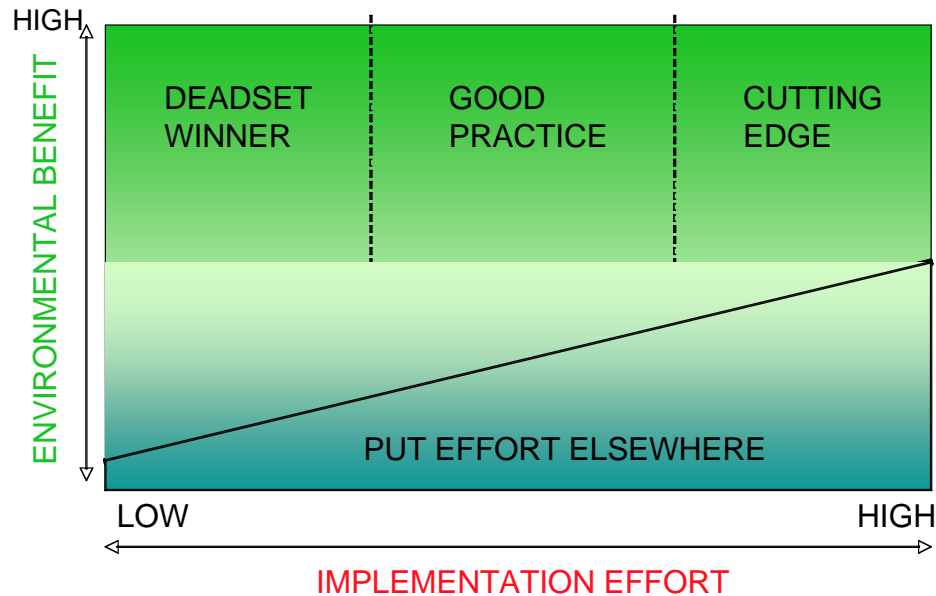 HIGH
ENVIRONMENTAL BENEFIT
DEADSET
WINNER
GOOD
PRACTICE
CUTTING
EDGE
PUT EFFORT ELSEWHERE
LOW
HIGH
IMPLEMENTATION EFFORT